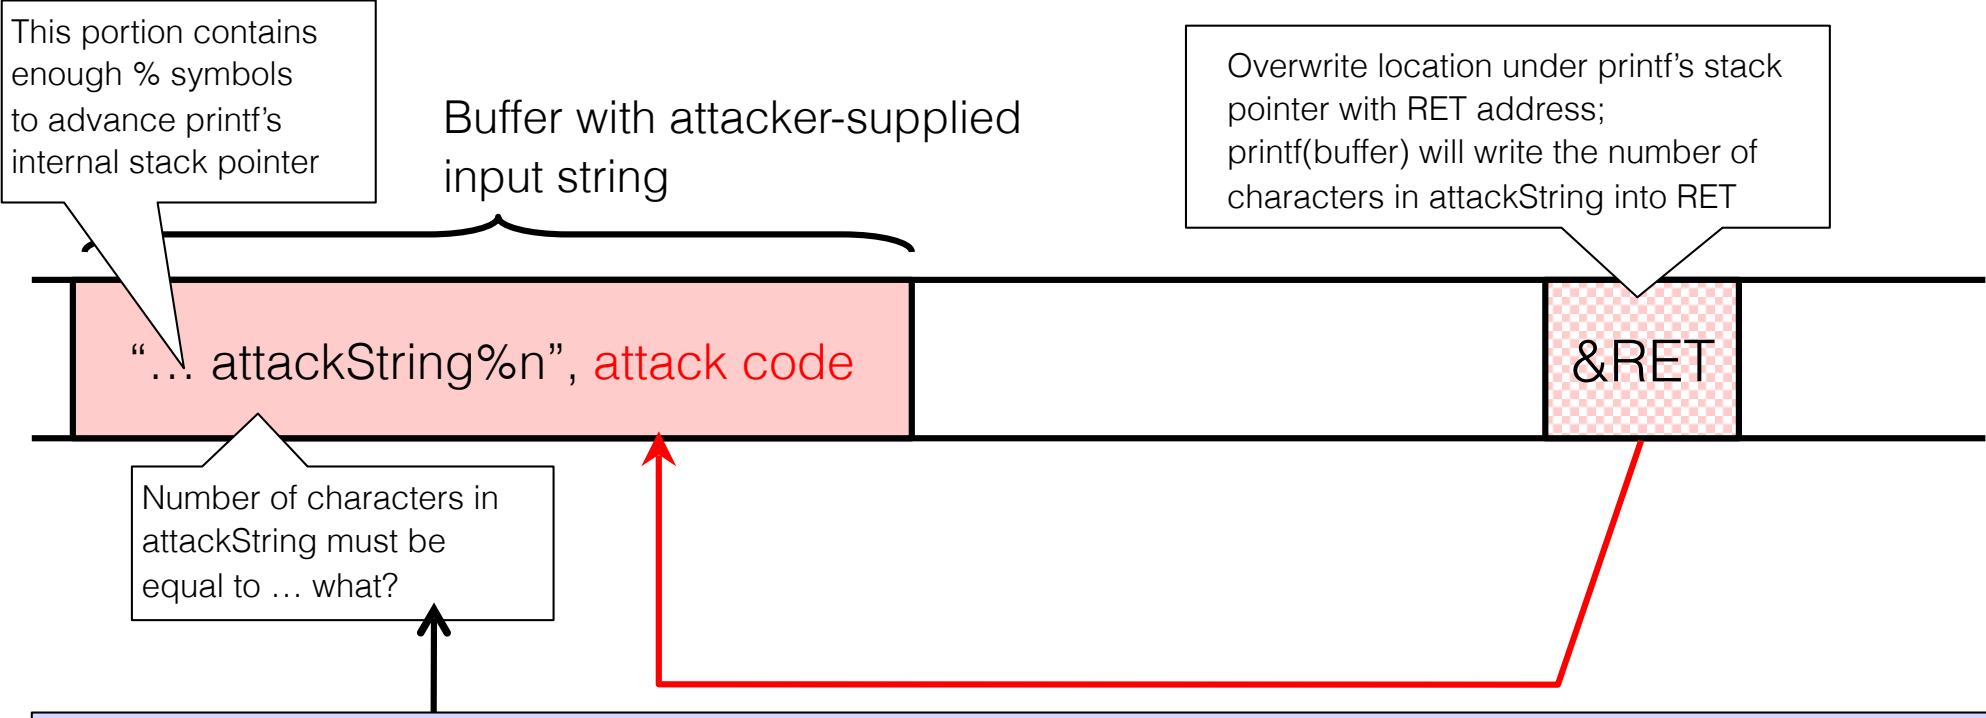 This portion contains
enough % symbols
to advance printf's
internal stack pointer
Buffer with attacker-supplied
input string
Overwrite location under printf's stack
pointer with RET address;
printf(buffer) will write the number of
characters in attackString into RET
“... attackString%n”, attack code
&RET
Number of characters in
attackString must be
equal to … what?